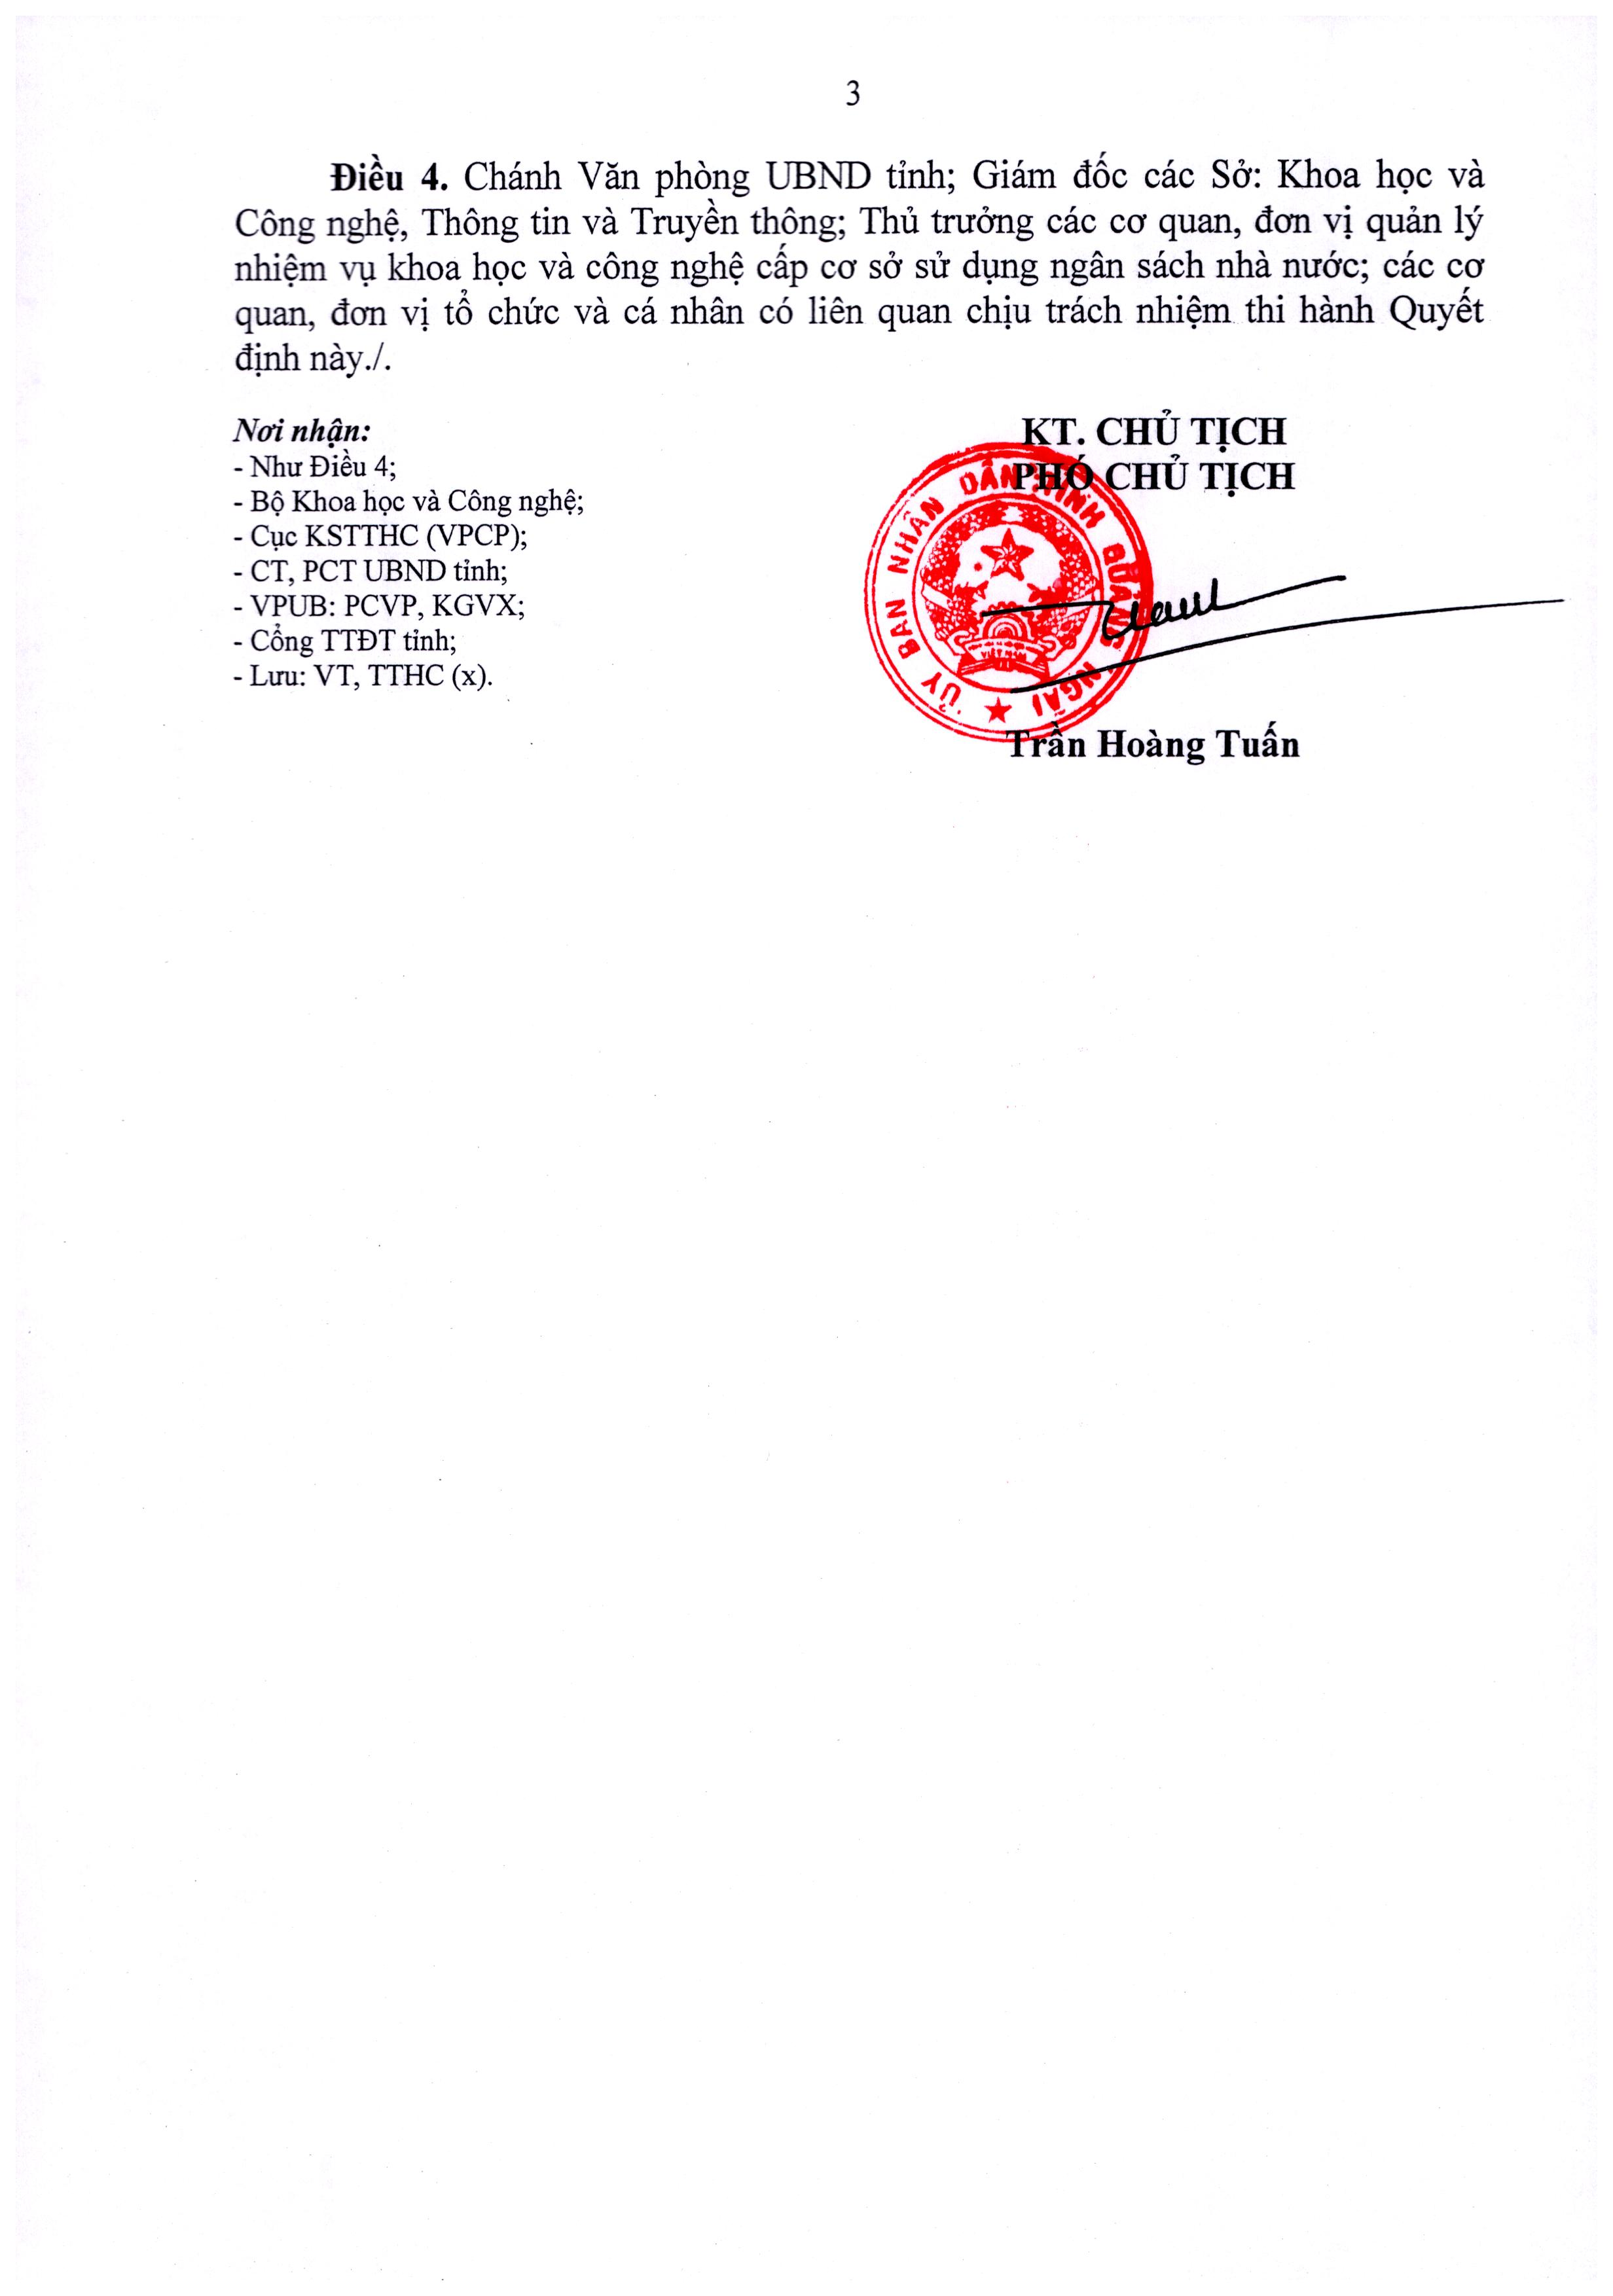 3
Điều 4. Chánh Văn phòng UBND tỉnh; Giám đốc các Sở: Khoa học và
Công nghệ, Thông tin và Truyền thông; Thủ trưởng các cơ quan, đơn vị quản lý
nhiệm vụ khoa học và công nghệ cấp cơ sở sử dụng ngân sách nhà nước; các cơ
quan, đơn vị tổ chức và cá nhân có liên quan chịu trách nhiệm thi hành Quyết
định này./.
Nơi nhận:
- Như Điều 4;
- Bộ Khoa học và Công nghệ;
- Cục KSTTHC (VPCP);
- CT, PCT UBND tỉnh;
- VPUB: PCVP, KGVX;
- Cổng TTĐT tỉnh;
- Lưu: VT, TTHC (x).
KT. CHỦ TỊCH
PHÓ CHỦ TỊCH
ỦY BAN NHÂN DÂN TỈNH QUẢNG NGÃI
VIỆT NAM
Trần Hoàng Tuấn